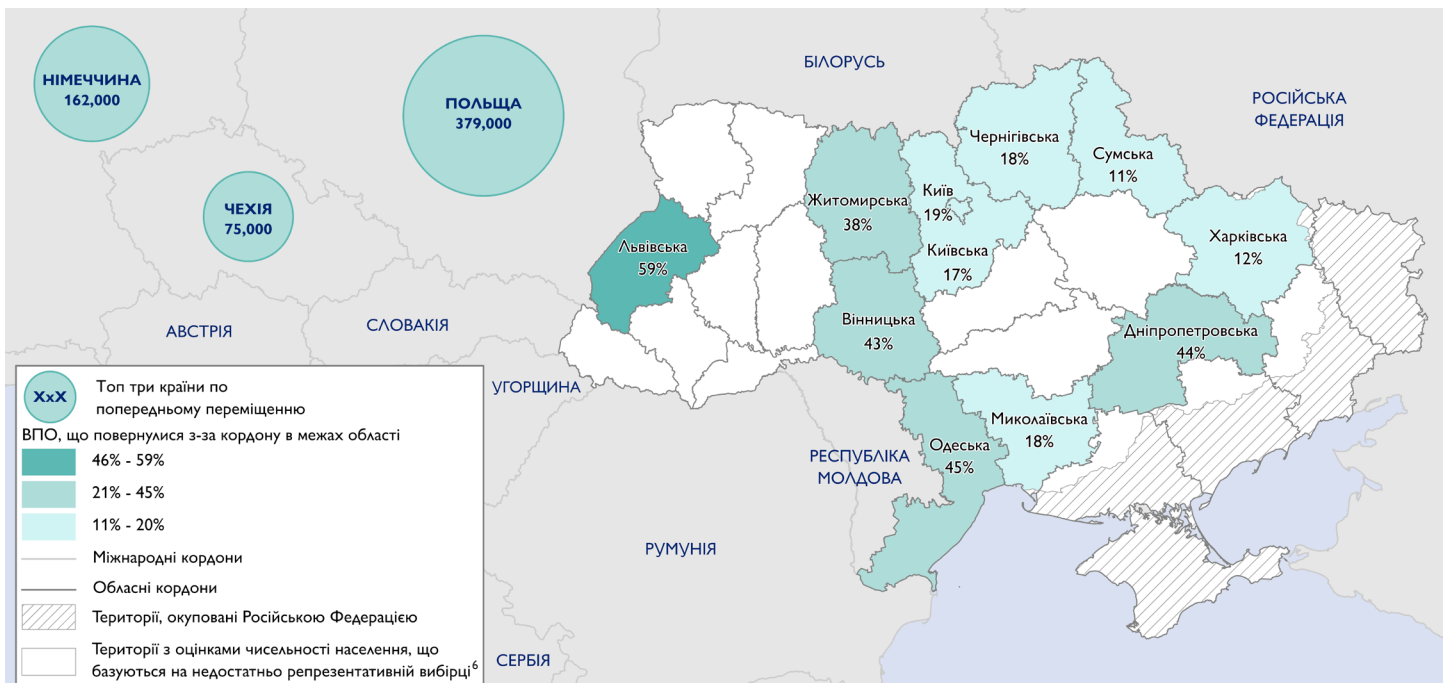 НІМЕЧЧИНА
162,000
ПОЛЬЩА
379,000
ЧЕХІЯ
75,000
БІЛОРУСЬ
РОСІЙСЬКА
ФЕДЕРАЦІЯ
Чернігівська
18%
Сумська
11%
Житомирська
38%
Київ
19%
Київська
17%
Львівська
59%
Харківська
12%
Вінницька
43%
Дніпропетровська
44%
Миколаївська
18%
Одеська
45%
АВСТРІЯ
СЛОВАКІЯ
УГОРЩИНА
РЕСПУБЛІКА
МОЛДОВА
РУМУНІЯ
СЕРБІЯ
XxX
Топ три країни по
попередньому переміщенню
ВПО, що повернулися з-за кордону в межах області
46% - 59%
21% - 45%
11% - 20%
Міжнародні кордони
Обласні кордони
Території, окуповані Російською Федерацією
Території з оцінками чисельності населення, що
базуються на недостатньо репрезентативній вибірці⁶